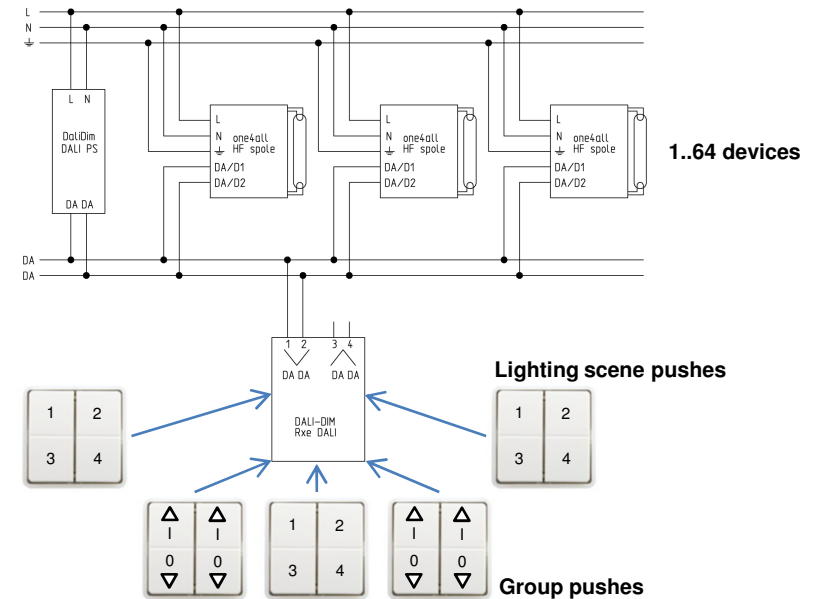 L
N
L N
DaliDim
DALI PS
DA DA
L
N
DA/D1
DA/D2
one4all
HF spole
L
N
DA/D1
DA/D2
one4all
HF spole
L
N
DA/D1
DA/D2
one4all
HF spole
1..64 devices
DA
DA
1 2 3 4
DA DA DA DA
DALI-DIM
Rxe DALI
Lighting scene pushes
1 2
3 4
1 2
3 4
I I
0 0
1 2
3 4
I I
0 0
Group pushes